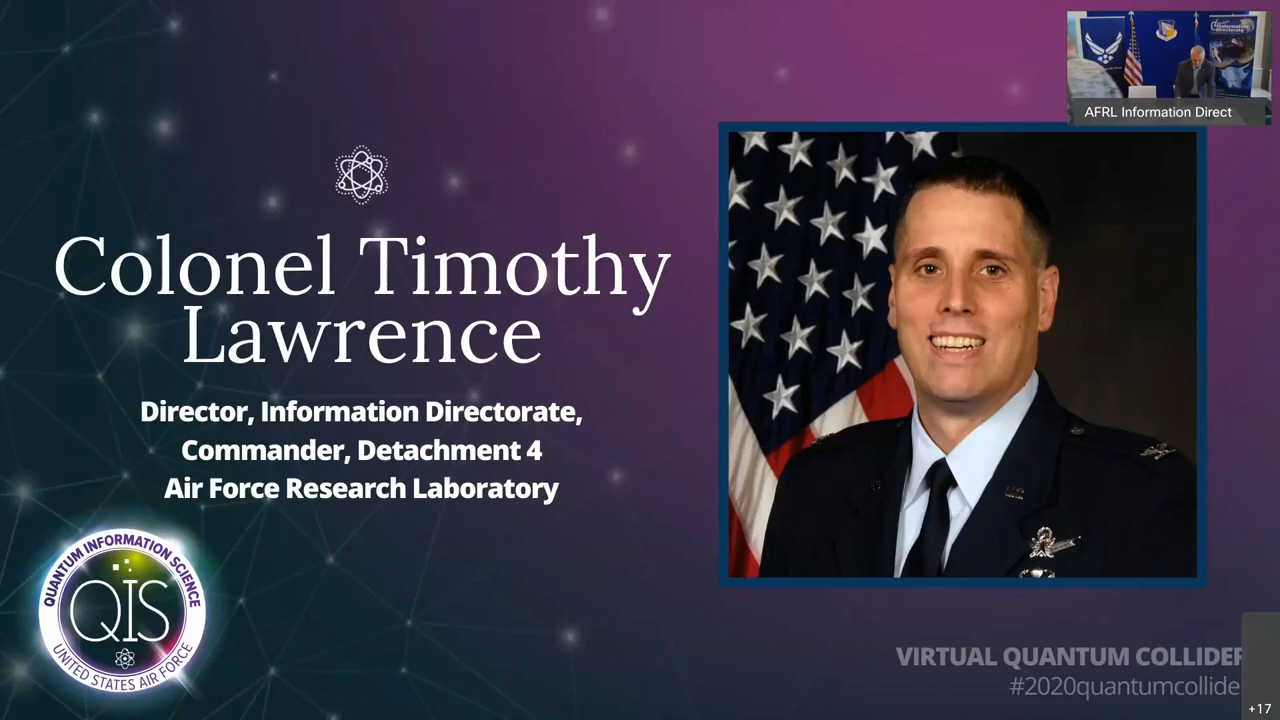 AFRL Information Direct
Colonel Timothy
Lawrence
Director, Information Directorate,
Commander, Detachment 4
Air Force Research Laboratory
QUANTUM INFORMATION SCIENCE
QIS
UNITED STATES AIR FORCE
VIRTUAL QUANTUM COLLIDER
#2020quantumcollide
+17